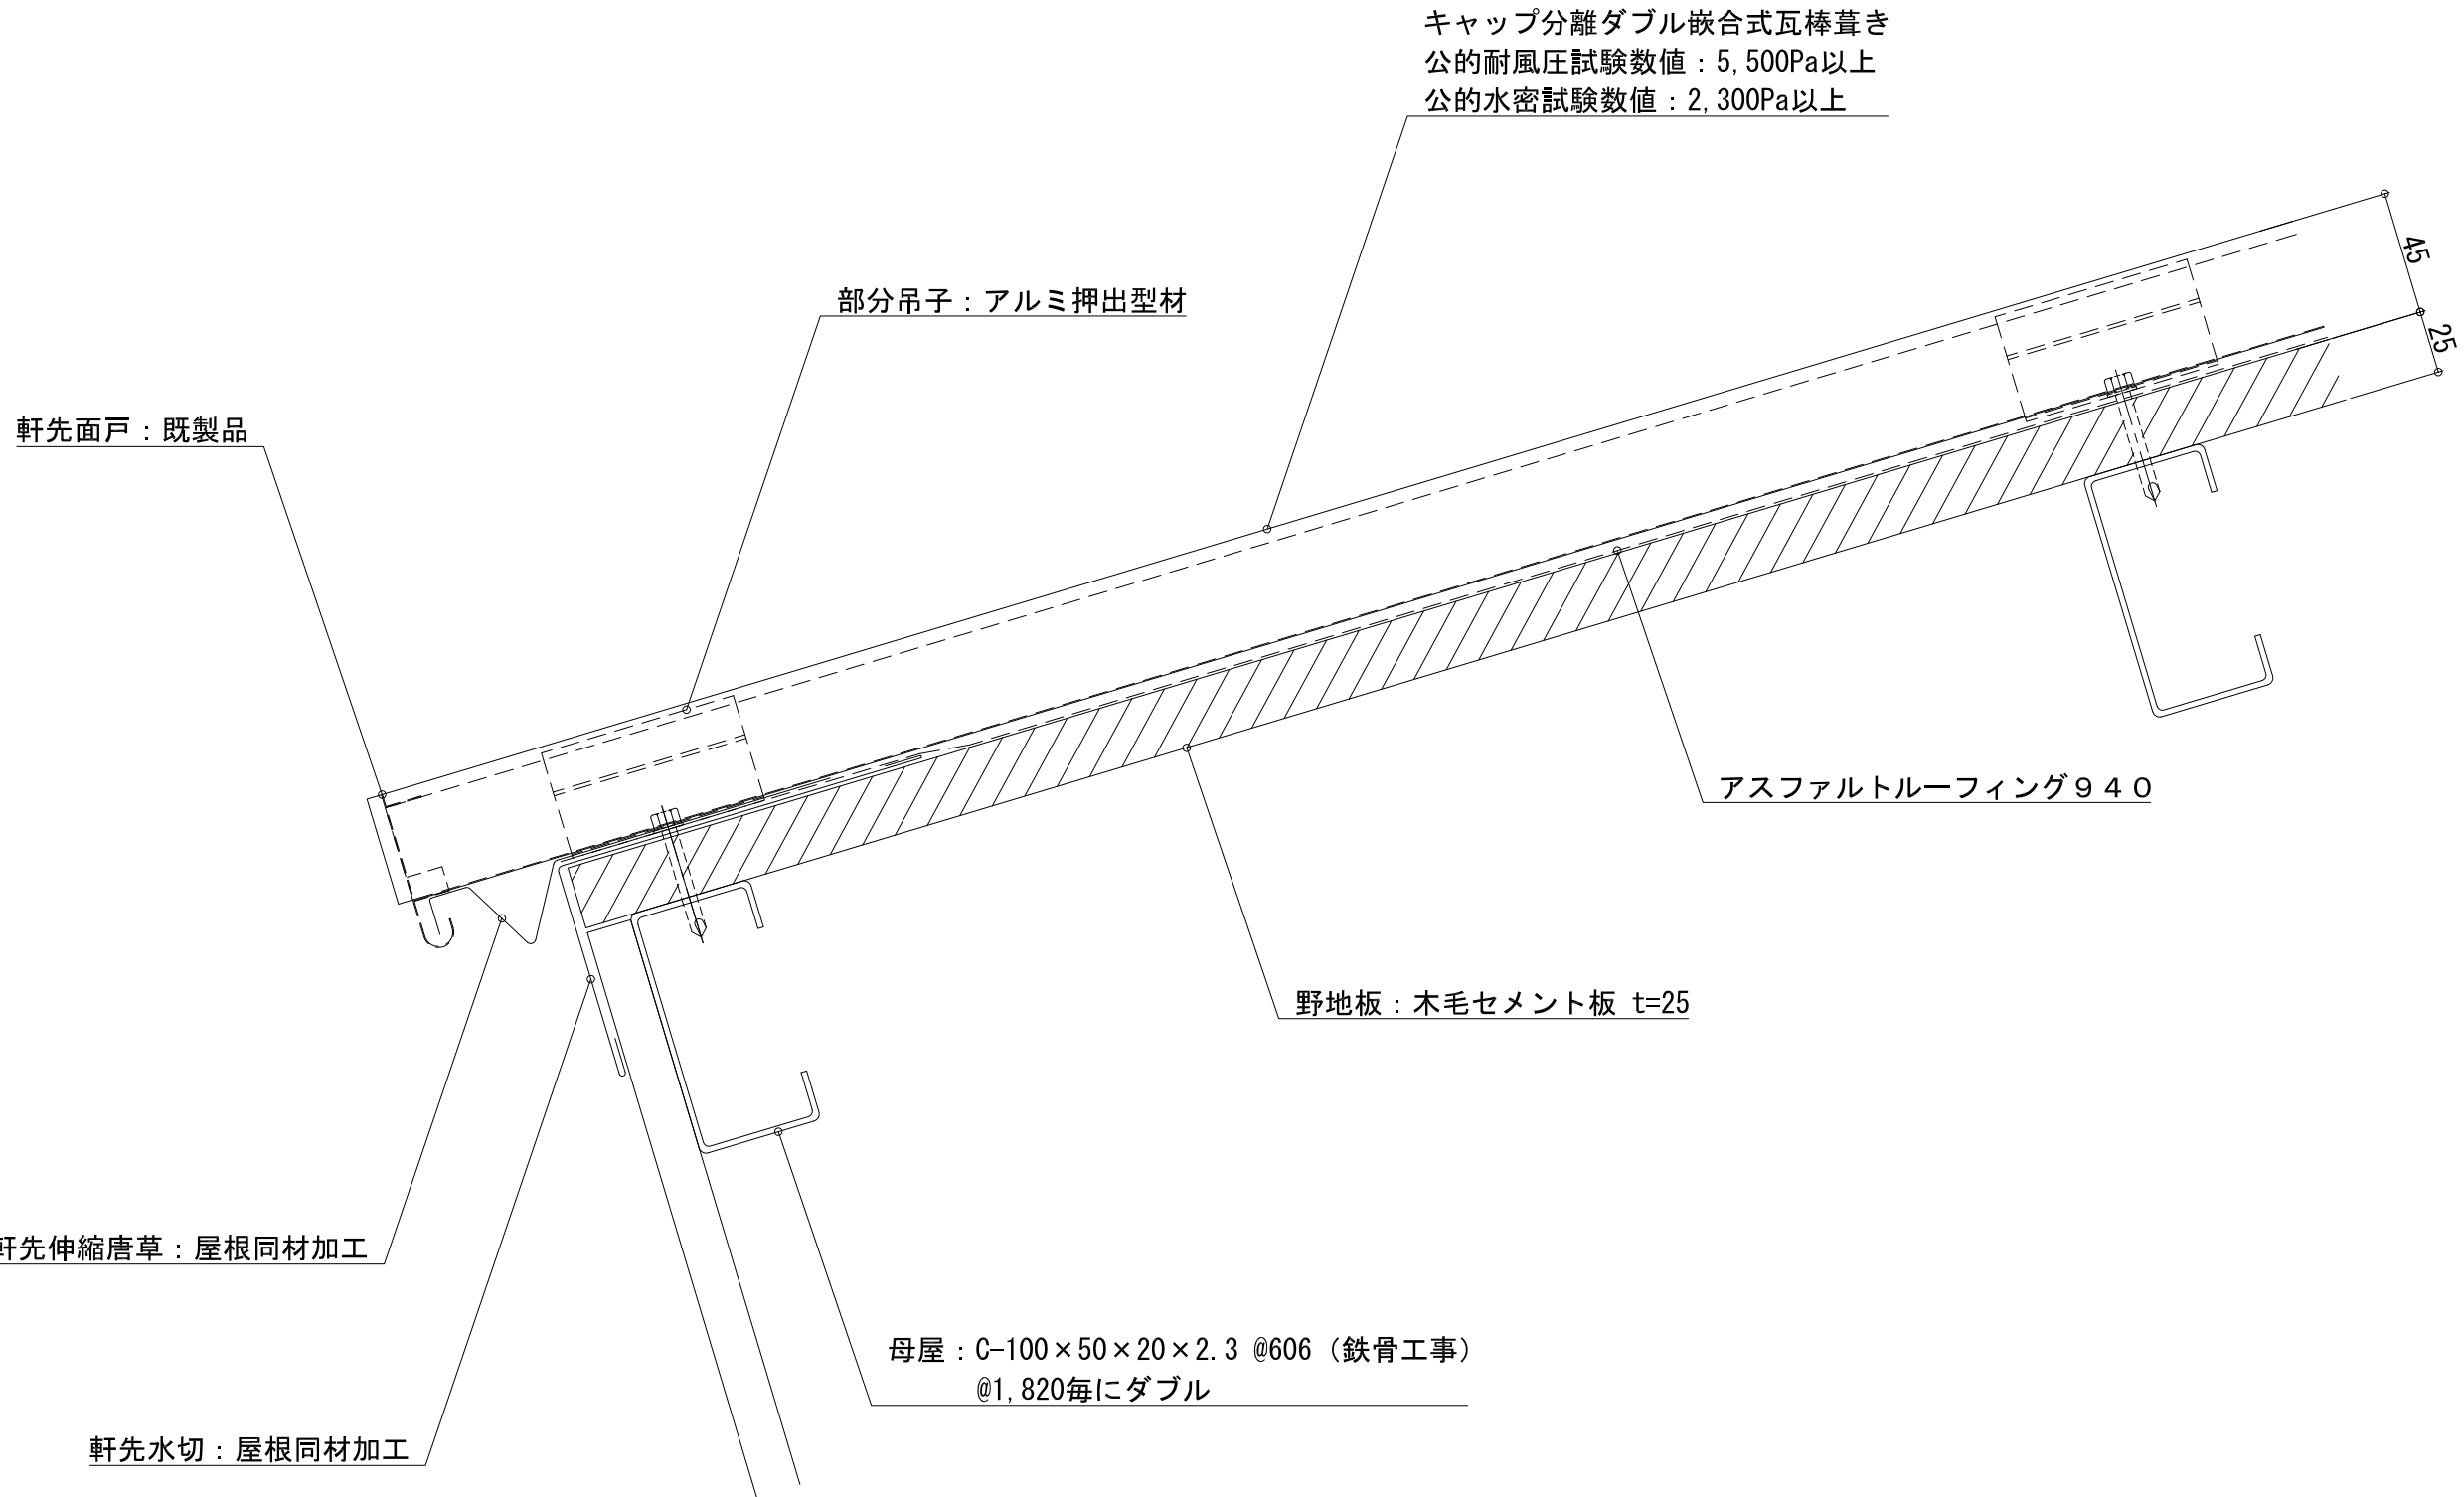 キャップ分離ダブル嵌合式瓦棒葺き
公的耐風圧試験数値：5,500Pa以上
公的水密試験数値：2,300Pa以上
45
25
部分吊子：アルミ押出型材
軒先面戸：既製品
アスファルトルーフィング９４０
野地板：木毛セメント板 t=25
軒先伸縮唐草：屋根同材加工
母屋：C-100×50×20×2.3 @606（鉄骨工事）
@1,820毎にダブル
軒先水切：屋根同材加工